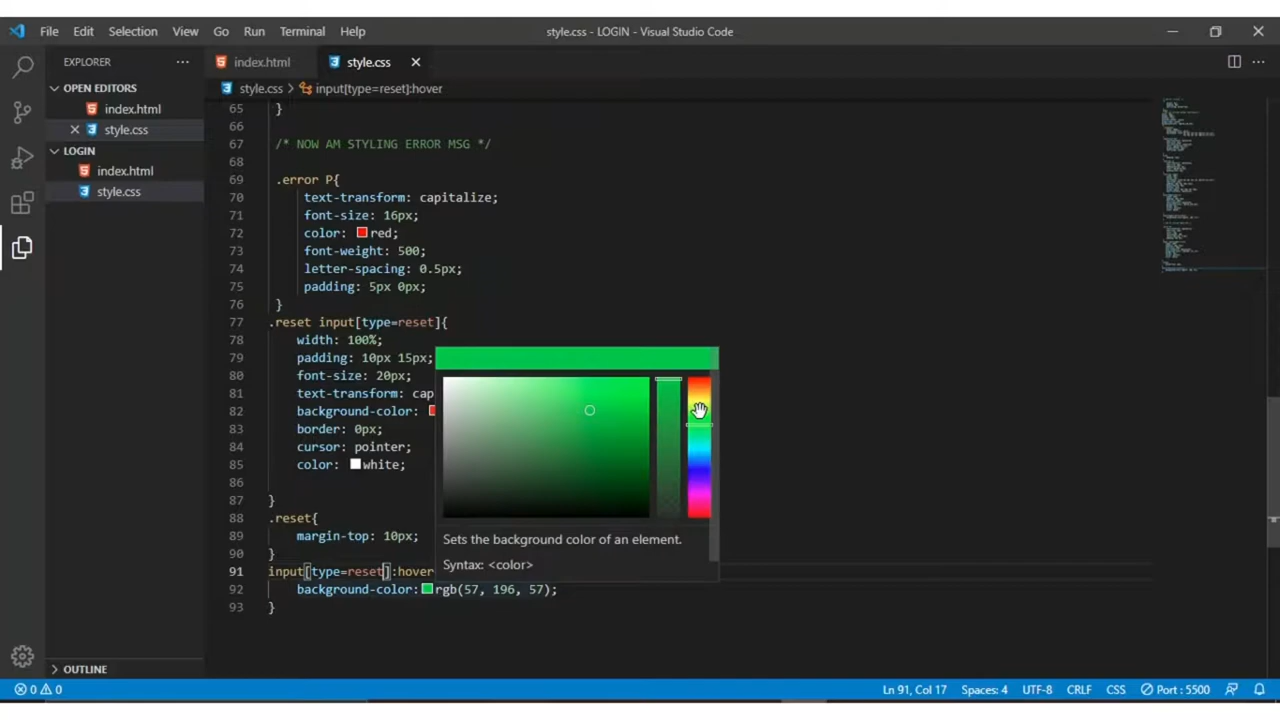 File Edit Selection View Go Run Terminal Help style.css - LOGIN - Visual Studio Code
EXPLORER
OPEN EDITORS
index.html
style.css
LOGIN
index.html
style.css
OUTLINE
index.html style.css
style.css > input[type=reset]:hover
65 }
66
67 /* NOW AM STYLING ERROR MSG */
68
69 .error P{
70 text-transform: capitalize;
71 font-size: 16px;
72 color: red;
73 font-weight: 500;
74 letter-spacing: 0.5px;
75 padding: 5px 0px;
76 }
77 .reset input[type=reset]{
78 width: 100%;
79 padding: 10px 15px;
80 font-size: 20px;
81 text-transform: cap
82 background-color:
83 border: 0px;
84 cursor: pointer;
85 color: white;
86
87 }
88 .reset{
89 margin-top: 10px;
90 }
91 input[type=reset]:hover
92 background-color: rgb(57, 196, 57);
93 }
Sets the background color of an element.
Syntax: <color>
0 0 Ln 91, Col 17 Spaces: 4 UTF-8 CRLF CSS Port : 5500